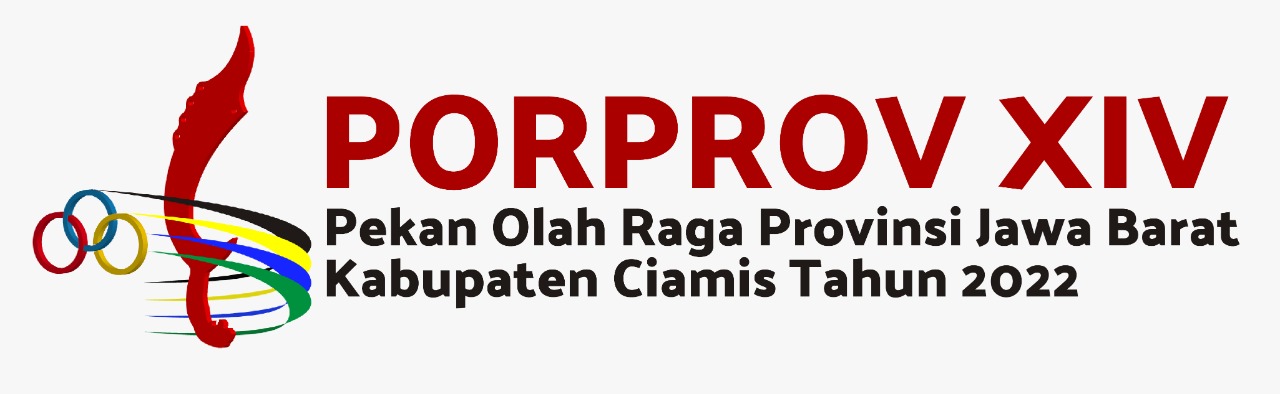 PORPROV XIV
Pekan Olah Raga Provinsi Jawa Barat
Kabupaten Ciamis Tahun 2022